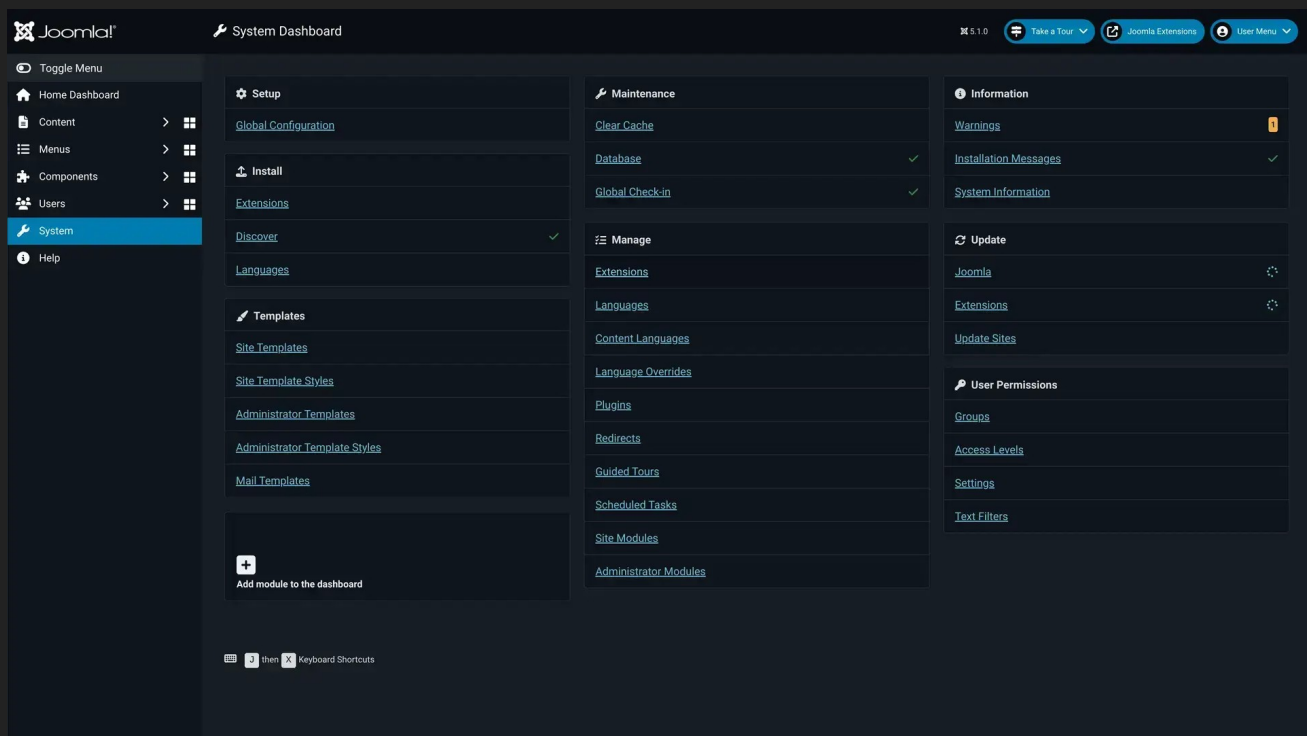 Joomla!®
System Dashboard
5.1.0
Take a Tour
Joomla Extensions
User Menu
Toggle Menu
Home Dashboard
Content
Menus
Components
Users
System
Help
Setup
Global Configuration
Install
Extensions
Discover
Languages
Templates
Site Templates
Site Template Styles
Administrator Templates
Administrator Template Styles
Mail Templates
Add module to the dashboard
Maintenance
Clear Cache
Database
Global Check-in
Manage
Extensions
Languages
Content Languages
Language Overrides
Plugins
Redirects
Guided Tours
Scheduled Tasks
Site Modules
Administrator Modules
Information
Warnings 1
Installation Messages
System Information
Update
Joomla
Extensions
Update Sites
User Permissions
Groups
Access Levels
Settings
Text Filters
J then X Keyboard Shortcuts